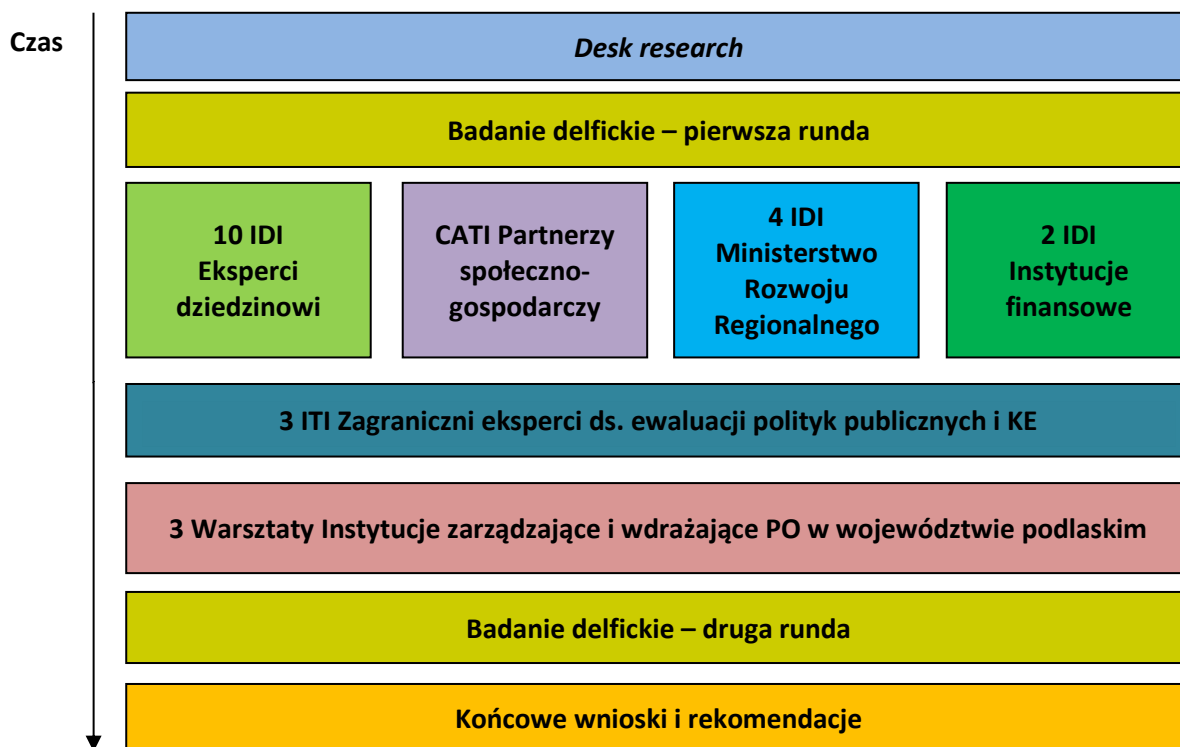 Czas
Desk research
Badanie delfickie – pierwsza runda
10 IDI
Eksperci
dziedzinowi
CATI Partnerzy
społeczno-
gospodarczy
4 IDI
Ministerstwo
Rozwoju
Regionalnego
2 IDI
Instytucje
finansowe
3 ITI Zagraniczni eksperci ds. ewaluacji polityk publicznych i KE
3 Warsztaty Instytucje zarządzające i wdrażające PO w województwie podlaskim
Badanie delfickie – druga runda
Końcowe wnioski i rekomendacje